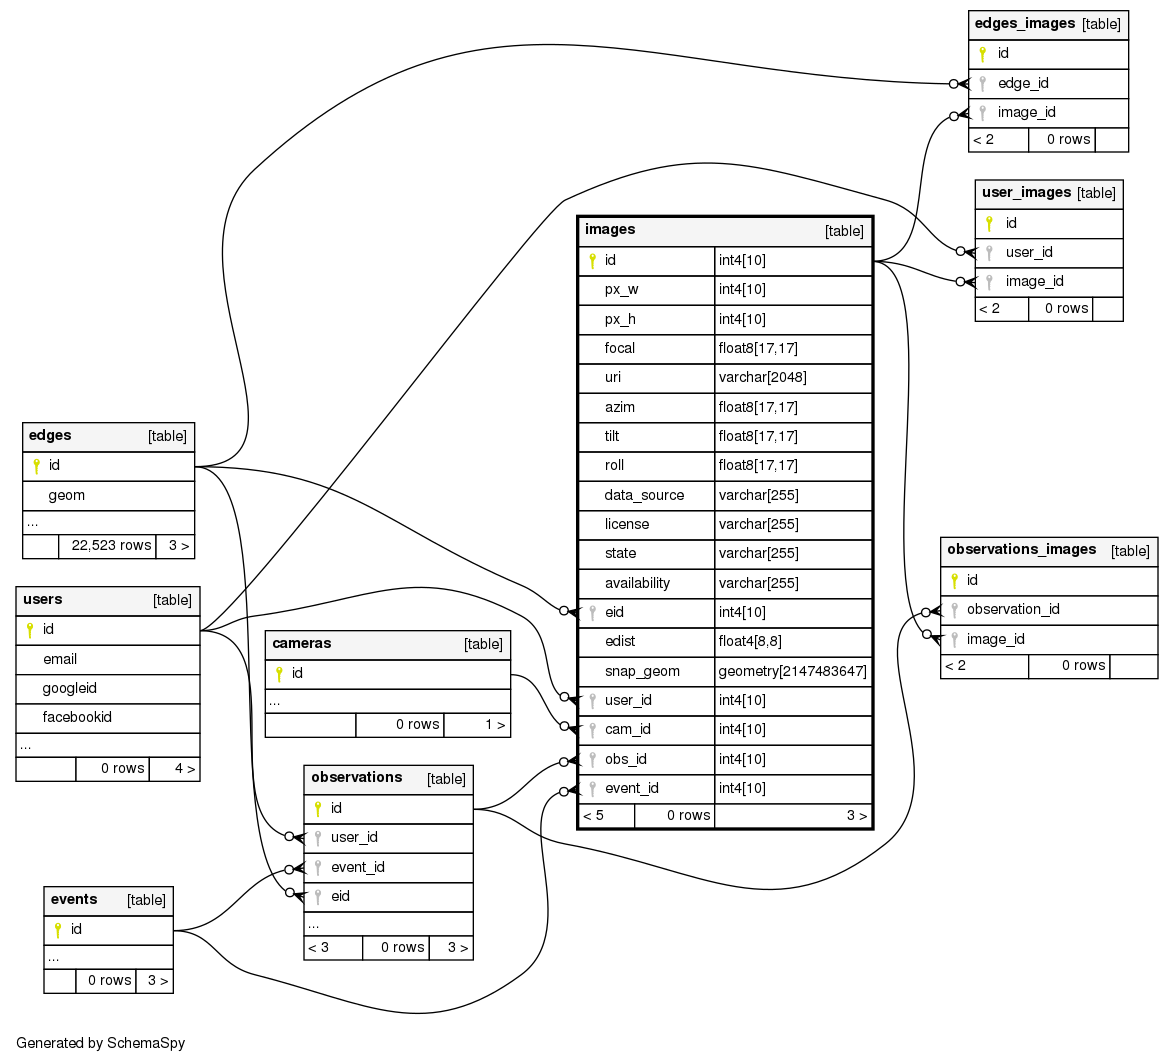 edges_images [table]
id
edge_id
image_id
< 2 0 rows
user_images [table]
id
user_id
image_id
< 2 0 rows
images [table]
id int4[10]
px_w int4[10]
px_h int4[10]
focal float8[17,17]
uri varchar[2048]
azim float8[17,17]
tilt float8[17,17]
roll float8[17,17]
data_source varchar[255]
license varchar[255]
state varchar[255]
availability varchar[255]
eid int4[10]
edist float4[8,8]
snap_geom geometry[2147483647]
user_id int4[10]
cam_id int4[10]
obs_id int4[10]
event_id int4[10]
< 5 0 rows 3 >
edges [table]
id
geom
...
22,523 rows 3 >
observations_images [table]
id
observation_id
image_id
< 2 0 rows
users [table]
id
email
googleid
facebookid
...
0 rows 4 >
cameras [table]
id
...
0 rows 1 >
observations [table]
id
user_id
event_id
eid
...
< 3 0 rows 3 >
events [table]
id
...
0 rows 3 >
Generated by SchemaSpy